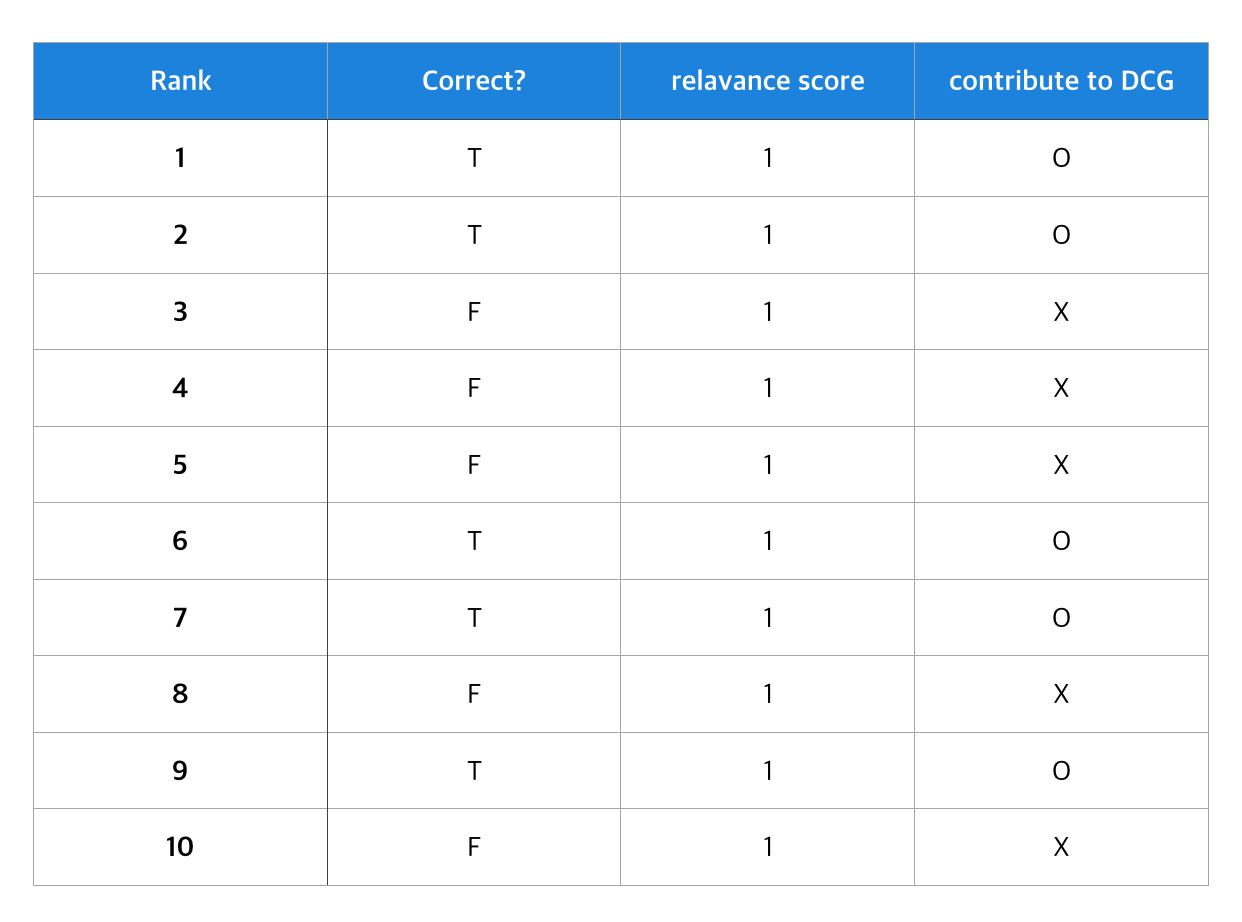 Rank Correct? relavance score contribute to DCG
1 T 1 O
2 T 1 O
3 F 1 X
4 F 1 X
5 F 1 X
6 T 1 O
7 T 1 O
8 F 1 X
9 T 1 O
10 F 1 X